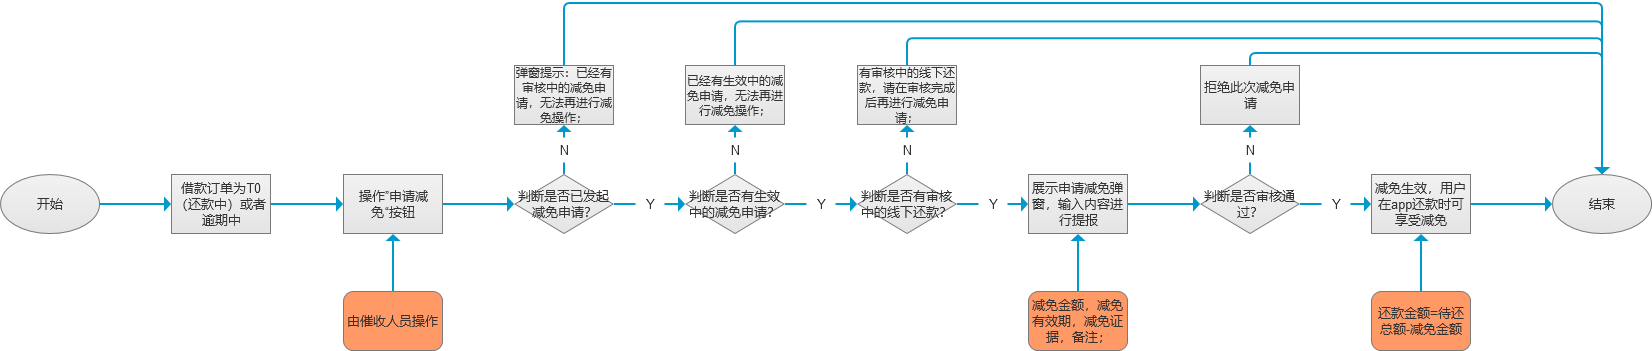 弹窗提示：已经有
审核中的减免申
请，无法再进行减
免操作；
已经有生效中的减
免申请，无法再进
行减免操作；
有审核中的线下还
款，请在审核完成
后再进行减免申
请；
拒绝此次减免申
请
N
N
N
N
开始
借款订单为T0
（还款中）或者
逾期中
操作"申请减
免"按钮
判断是否已发起
减免申请？
Y
判断是否有生效
中的减免申请？
Y
判断是否有审核
中的线下还款？
Y
展示申请减免弹
窗，输入内容进
行提报
判断是否审核通
过？
Y
减免生效，用户
在app还款时可
享受减免
结束
由催收人员操作
减免金额，减免
有效期，减免证
据，备注；
还款金额=待还
总额-减免金额